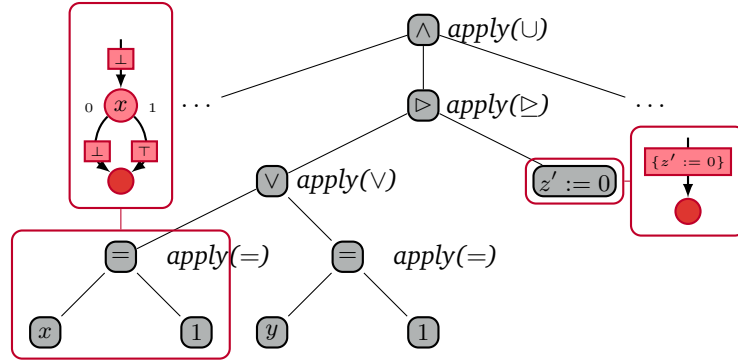 ∧ apply(∪)
⊥
0 x 1
⊥ ⊤
... ...
▷ apply(⊵)
{z' := 0}
∨ apply(∨)
z' := 0
= apply(=)
= apply(=)
x 1 y 1